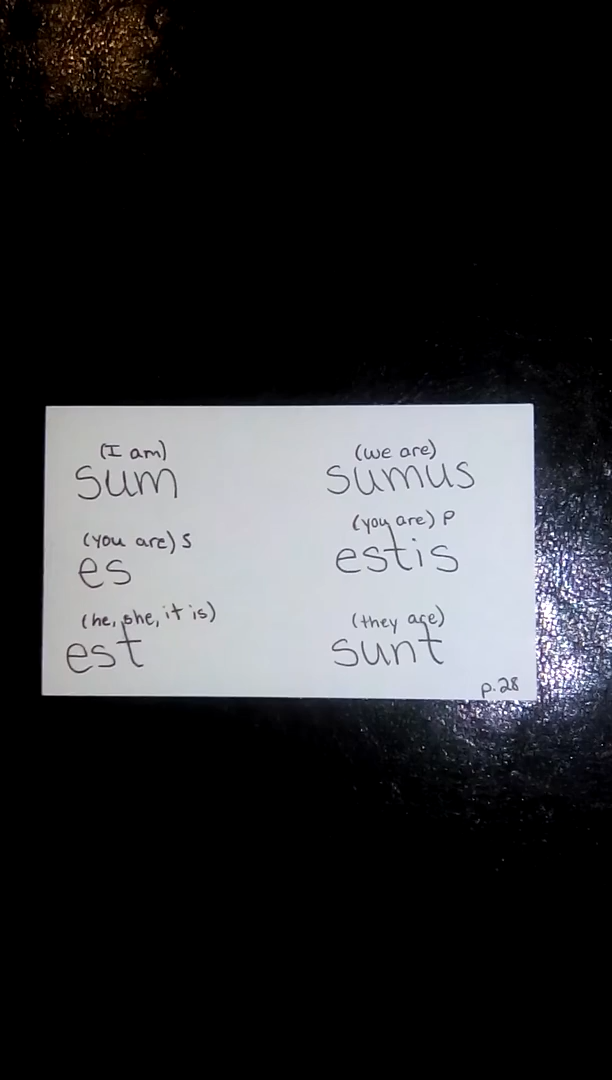 (I am)
sum
(you are) S
es
(he, she, it is)
est
(we are)
sumus
(you are) P
estis
(they are)
sunt
p.28